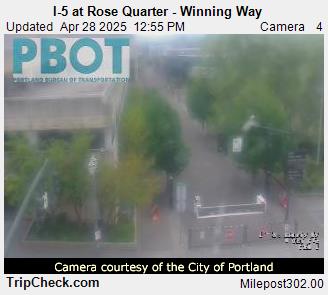 I-5 at Rose Quarter - Winning Way
Updated Apr 28 2025 12:55 PM Camera 4
PBOT
PORTLAND BUREAU OF TRANSPORTATION
Camera courtesy of the City of Portland
TripCheck.com Milepost302.00